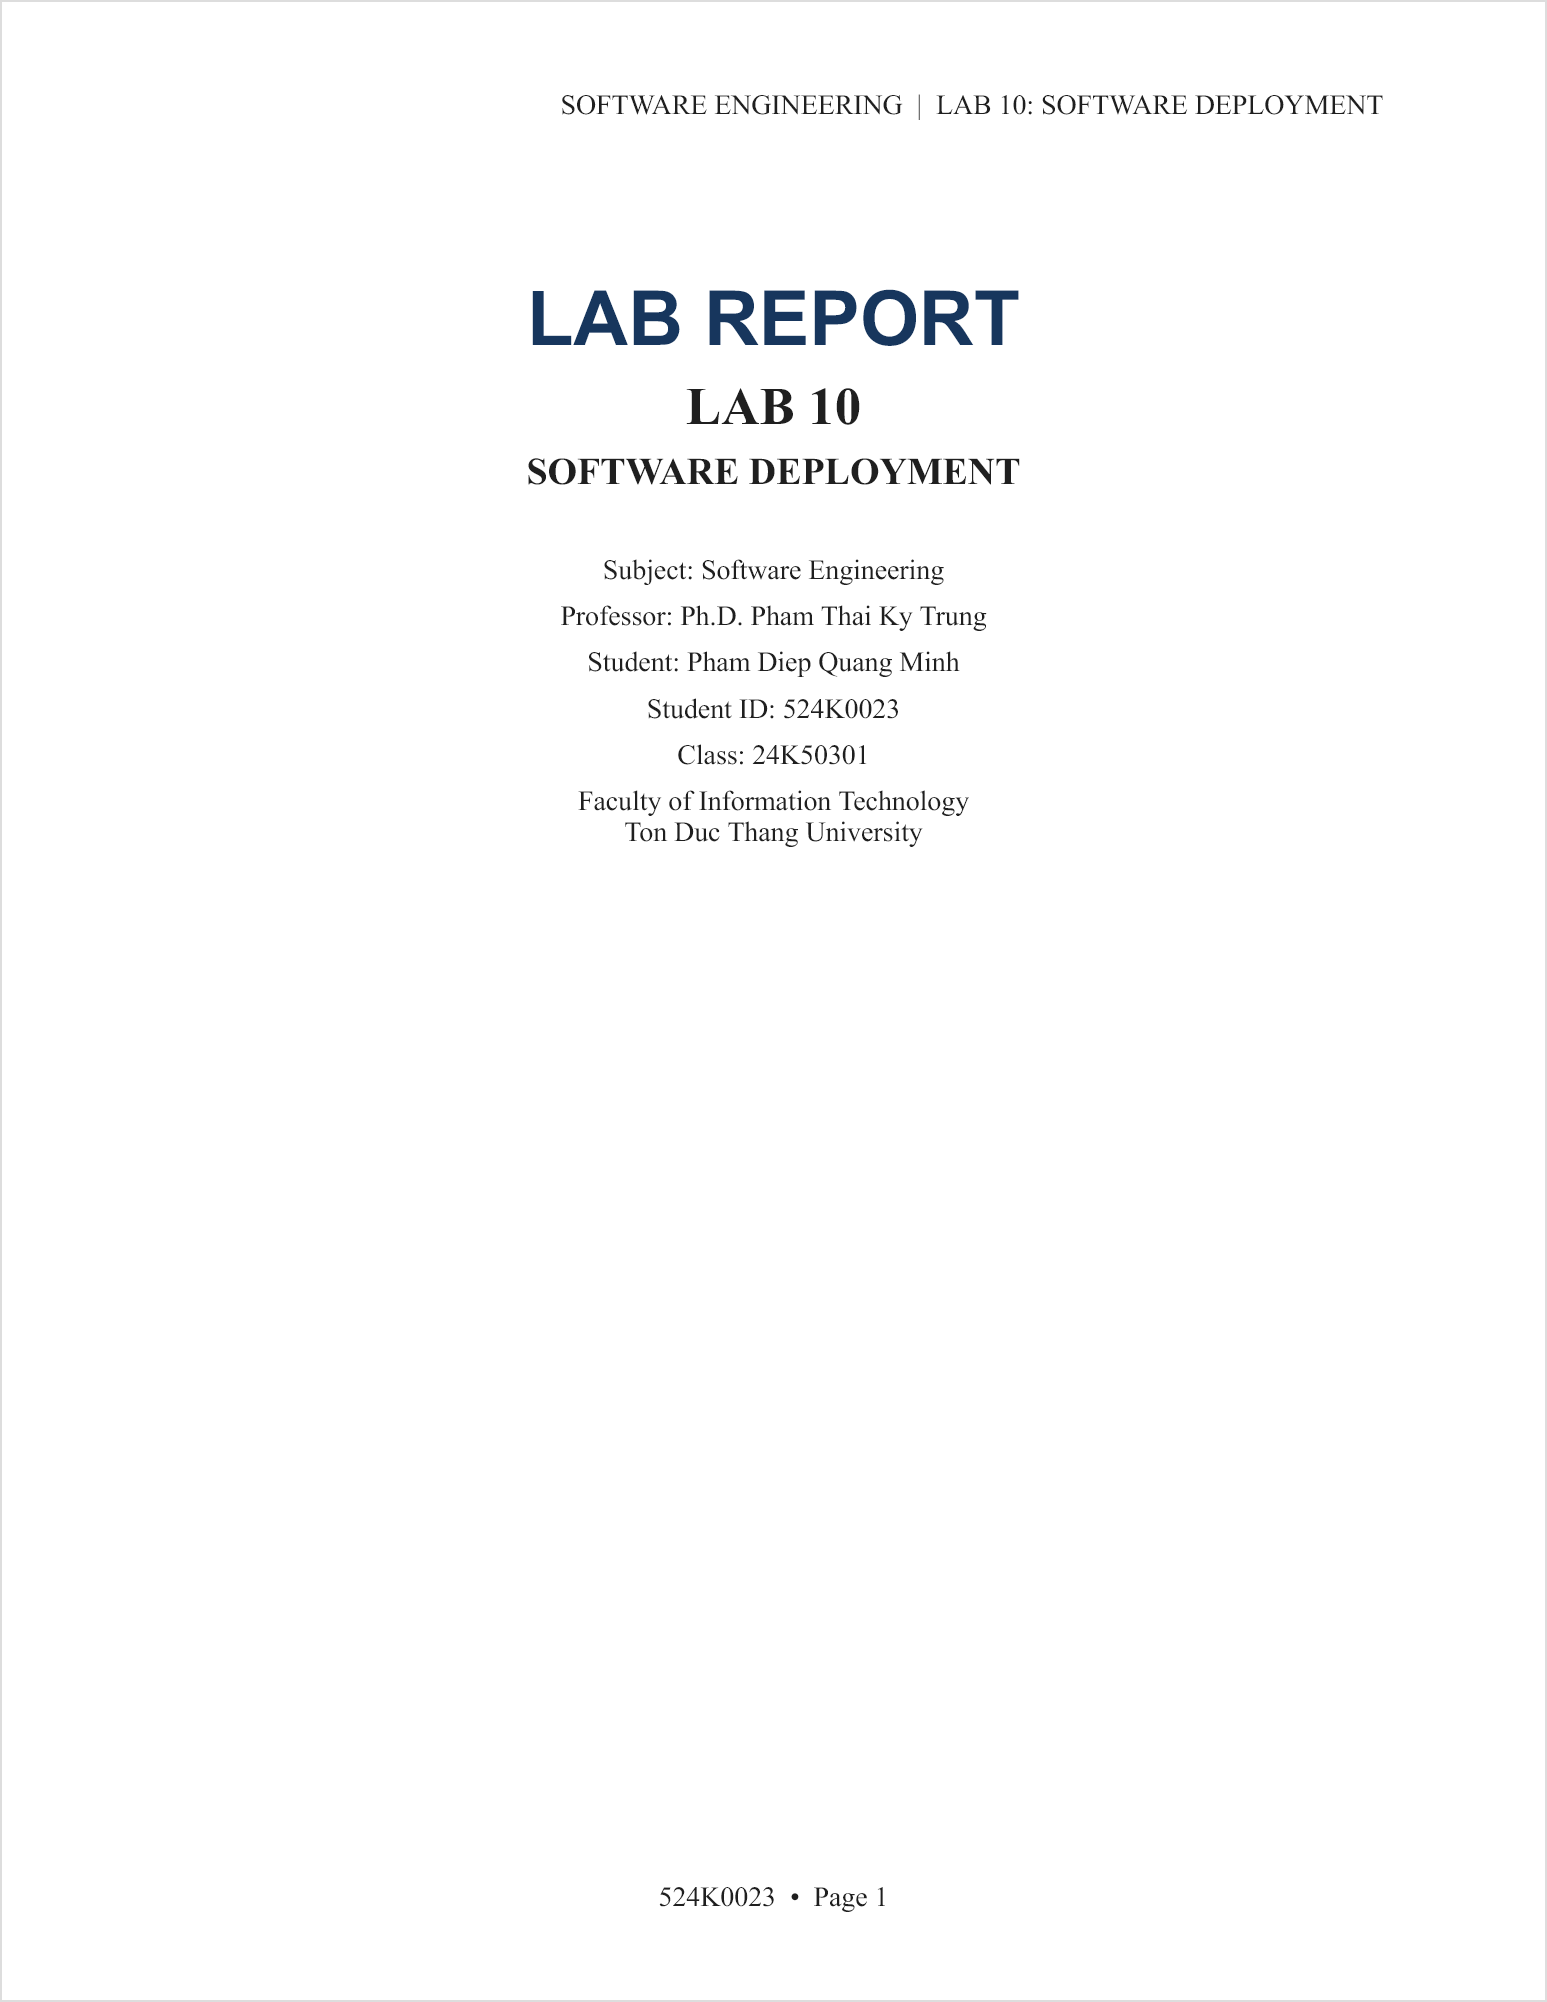 SOFTWARE ENGINEERING | LAB 10: SOFTWARE DEPLOYMENT
LAB REPORT
LAB 10
SOFTWARE DEPLOYMENT
Subject: Software Engineering
Professor: Ph.D. Pham Thai Ky Trung
Student: Pham Diep Quang Minh
Student ID: 524K0023
Class: 24K50301
Faculty of Information Technology
Ton Duc Thang University
524K0023 • Page 1